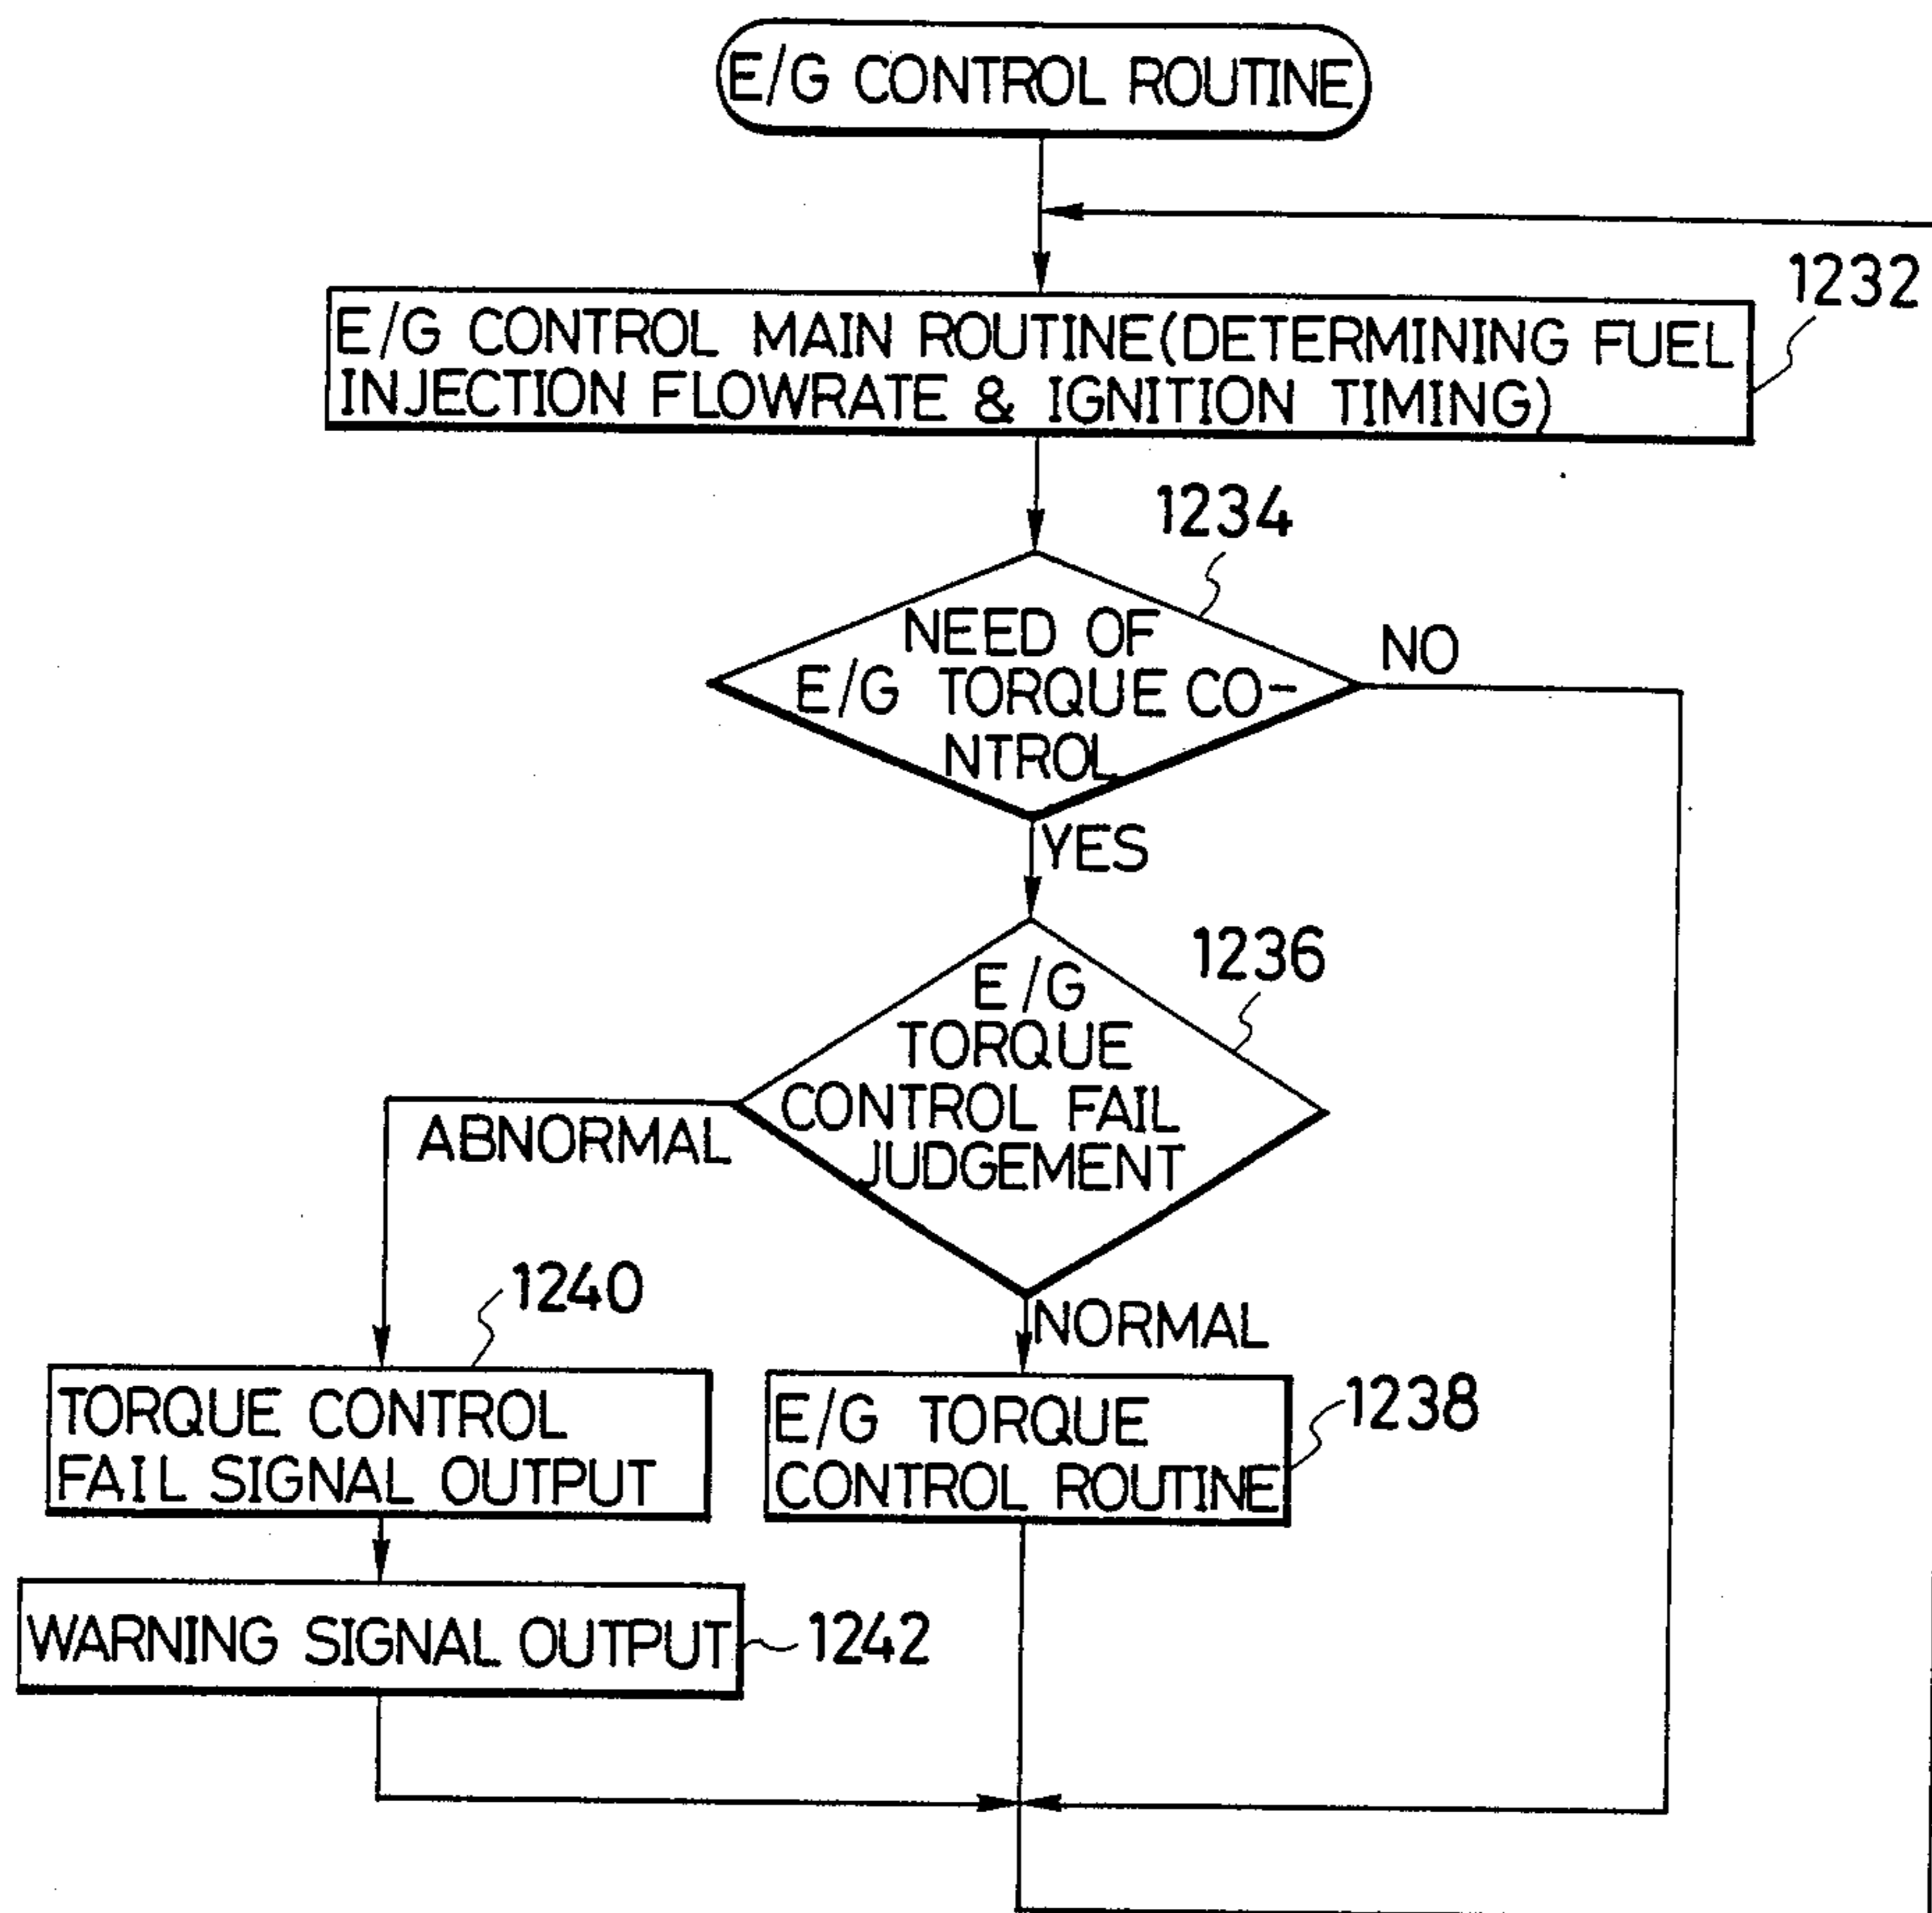 E/G CONTROL ROUTINE
1232
E/G CONTROL MAIN ROUTINE(DETERMINING FUEL
INJECTION FLOWRATE & IGNITION TIMING)
1234
NEED OF
E/G TORQUE CO-
NTROL
NO
YES
1236
E/G
TORQUE
CONTROL FAIL
JUDGEMENT
ABNORMAL
NORMAL
1240
TORQUE CONTROL
FAIL SIGNAL OUTPUT
E/G TORQUE
CONTROL ROUTINE
1238
WARNING SIGNAL OUTPUT
1242